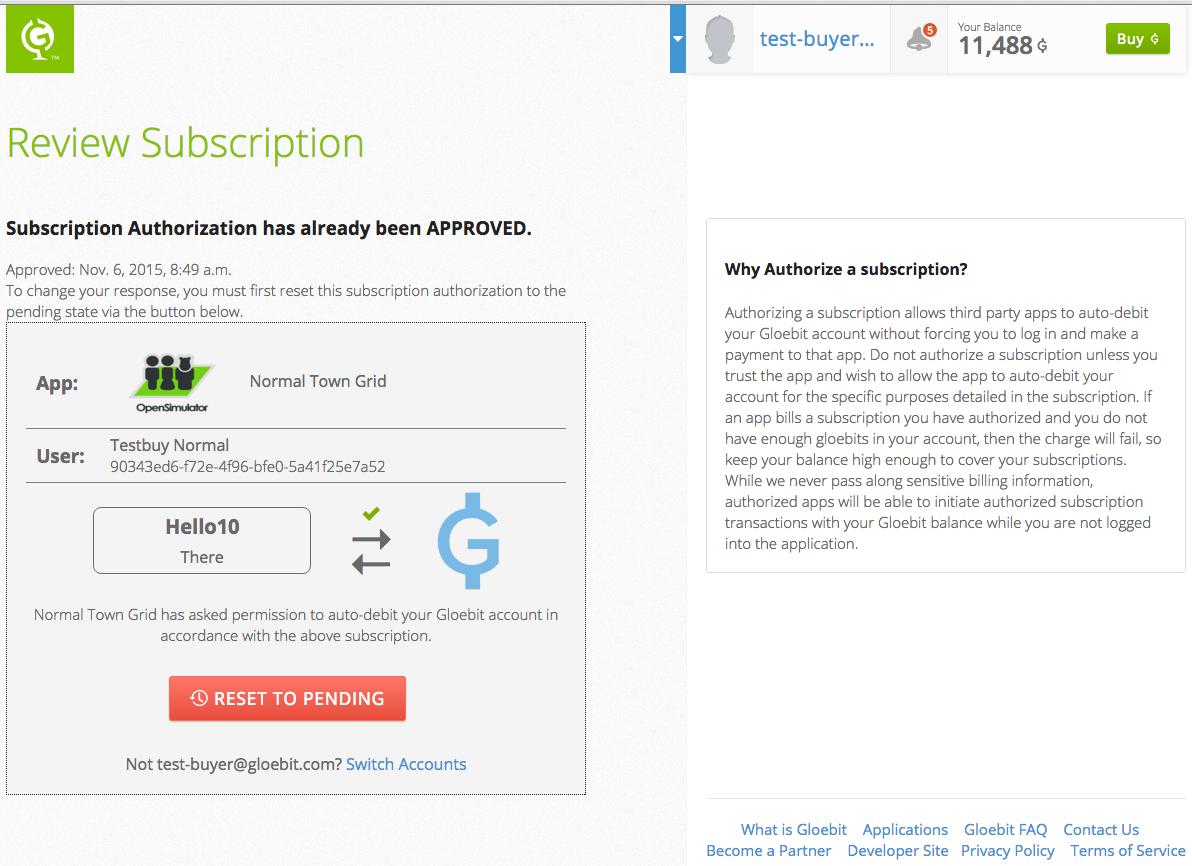 G
TM
test-buyer...
5
Your Balance
11,488 G
Buy G
Review Subscription
Subscription Authorization has already been APPROVED.
Approved: Nov. 6, 2015, 8:49 a.m.
To change your response, you must first reset this subscription authorization to the
pending state via the button below.
App:
OpenSimulator
Normal Town Grid
User:
Testbuy Normal
90343ed6-f72e-4f96-bfe0-5a41f25e7a52
Hello10
There
G
Normal Town Grid has asked permission to auto-debit your Gloebit account in
accordance with the above subscription.
RESET TO PENDING
Not test-buyer@gloebit.com? Switch Accounts
Why Authorize a subscription?
Authorizing a subscription allows third party apps to auto-debit
your Gloebit account without forcing you to log in and make a
payment to that app. Do not authorize a subscription unless you
trust the app and wish to allow the app to auto-debit your
account for the specific purposes detailed in the subscription. If
an app bills a subscription you have authorized and you do not
have enough gloebits in your account, then the charge will fail, so
keep your balance high enough to cover your subscriptions.
While we never pass along sensitive billing information,
authorized apps will be able to initiate authorized subscription
transactions with your Gloebit balance while you are not logged
into the application.
What is Gloebit Applications Gloebit FAQ Contact Us
Become a Partner Developer Site Privacy Policy Terms of Service